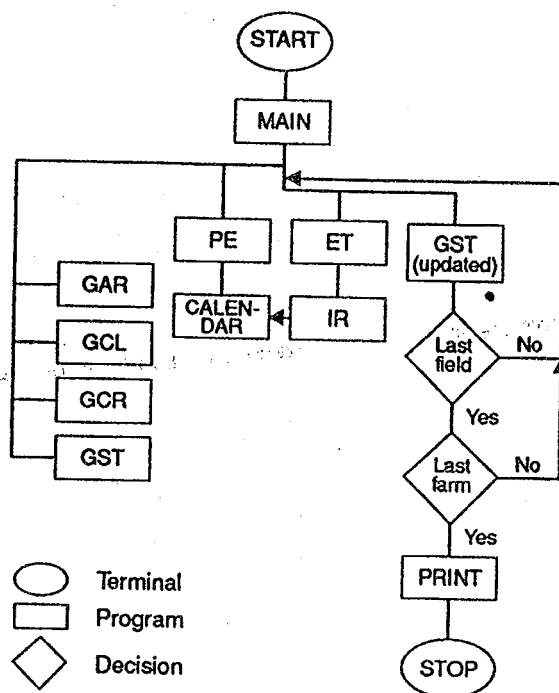 START
MAIN
PE
ET
GST
(updated)
GAR
CALEN-
DAR
IR
GCL
Last
field
No
GCR
Yes
GST
Last
farm
No
Yes
Terminal
PRINT
Program
Decision
STOP